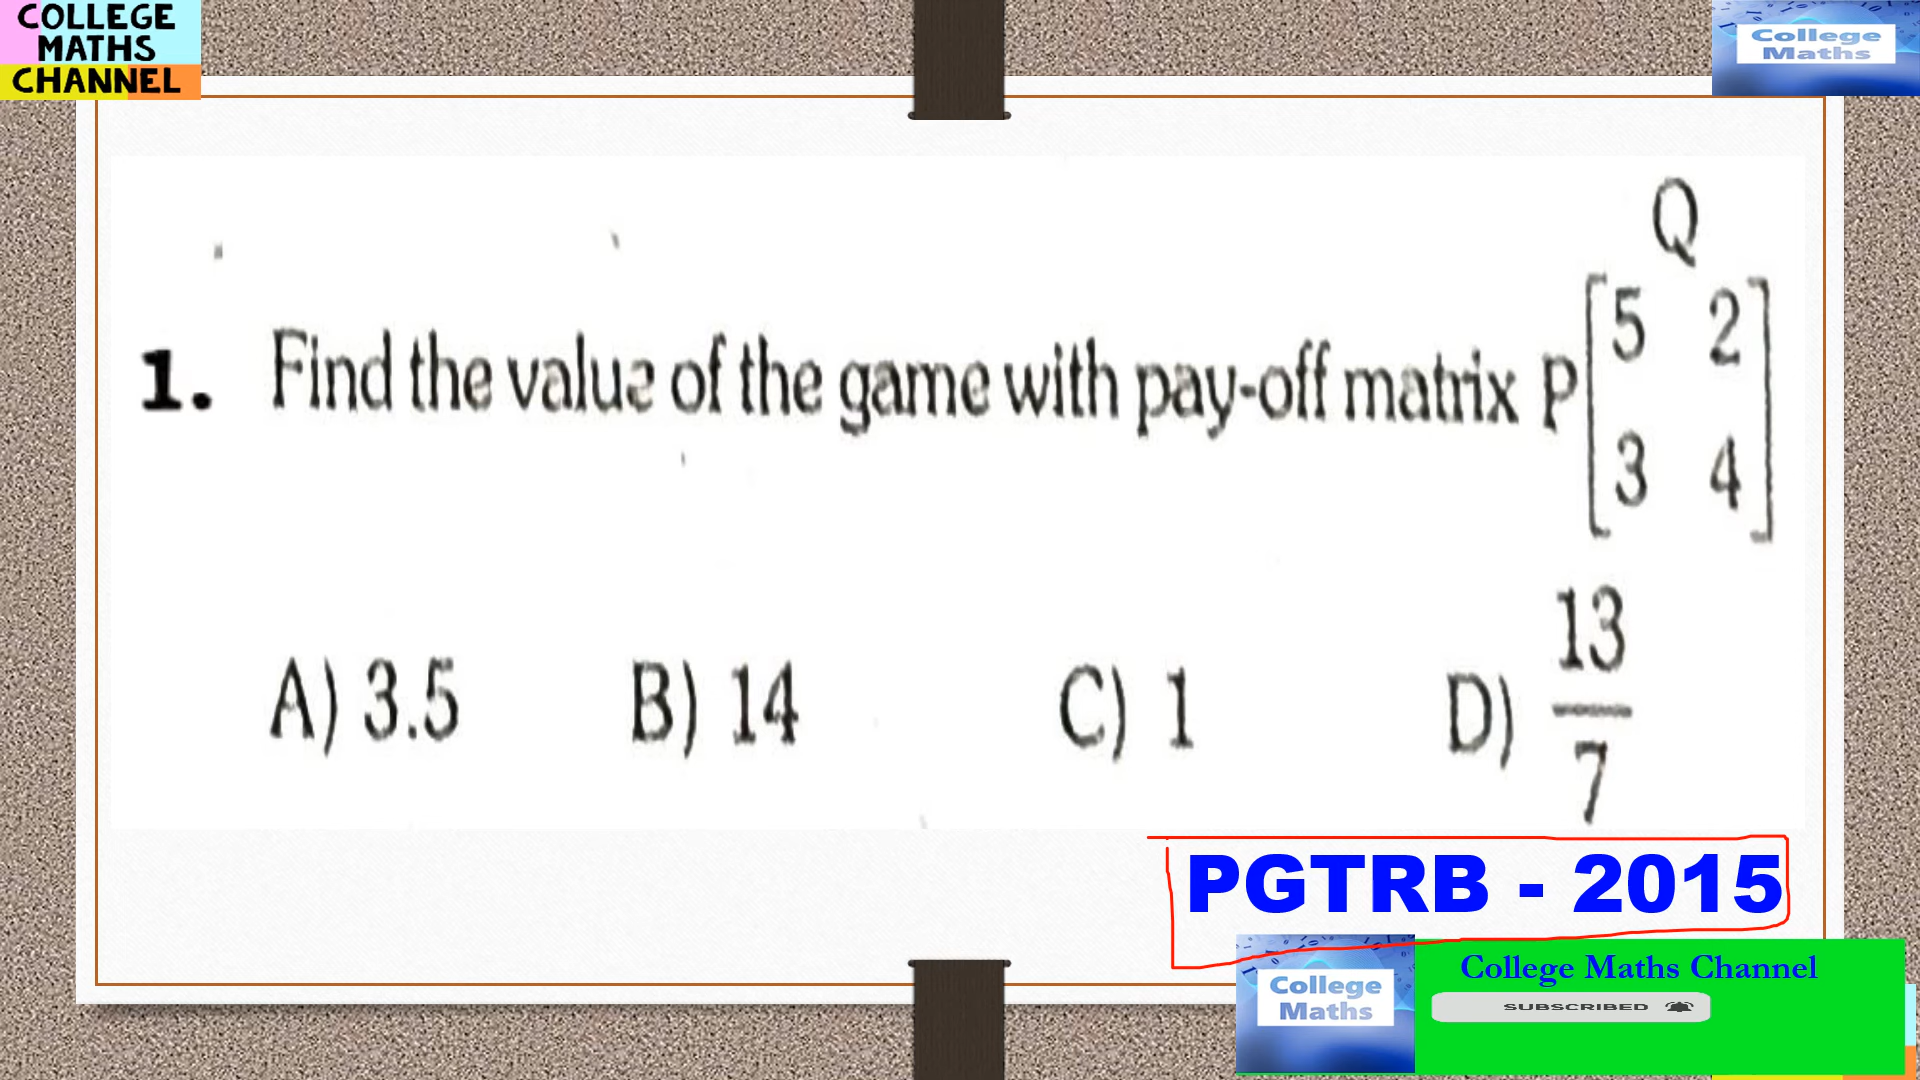 COLLEGE
MATHS
CHANNEL
College
Maths
Q
1. Find the value of the game with pay-off matrix P [5 2
3 4]
A) 3.5 B) 14 C) 1 D) 13/7
PGTRB - 2015
College
Maths
College Maths Channel
SUBSCRIBED